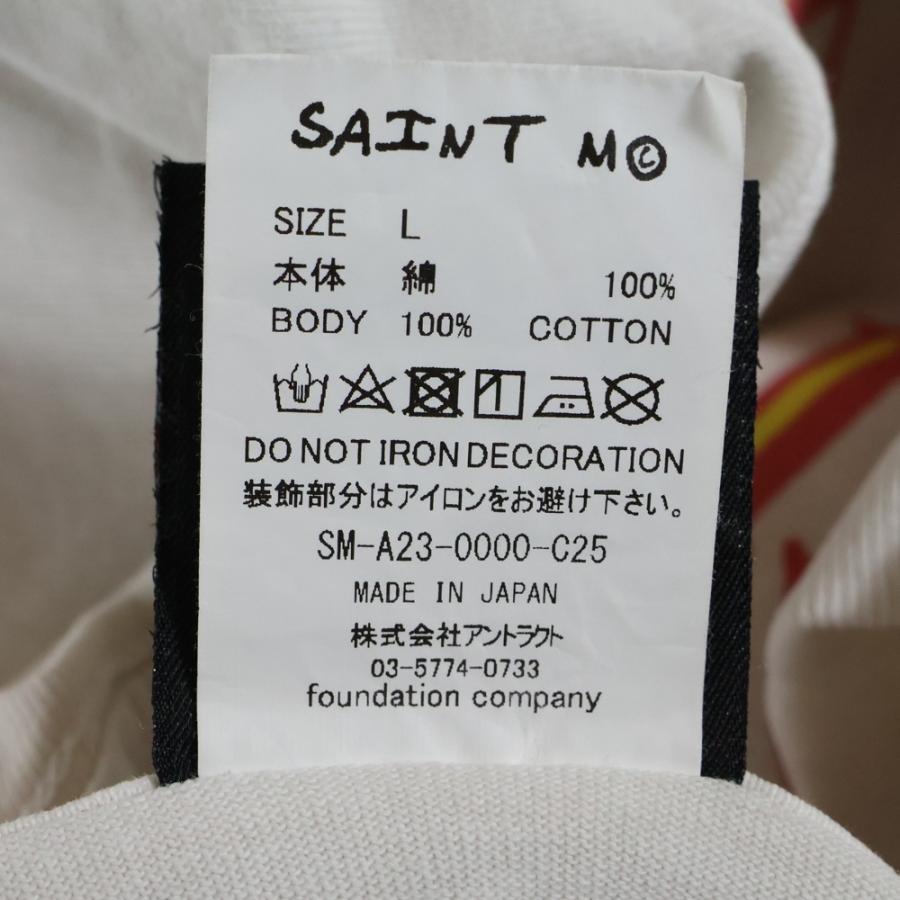 SAINT M©
SIZE L
本体 綿 100%
BODY 100% COTTON
DO NOT IRON DECORATION
装飾部分はアイロンをお避け下さい。
SM-A23-0000-C25
MADE IN JAPAN
株式会社アントラクト
03-5774-0733
foundation company